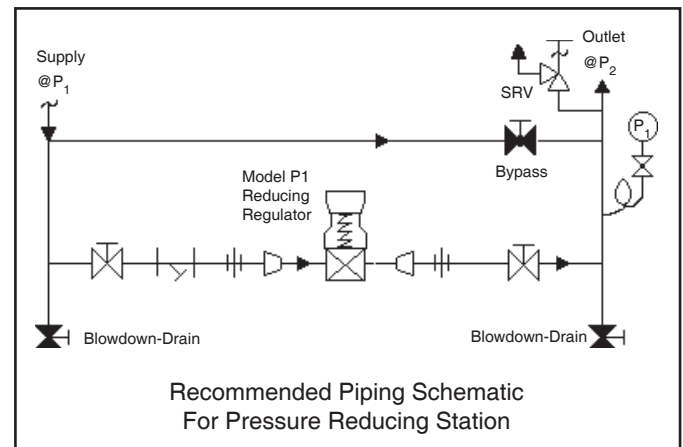 Supply
@P1
Outlet
@P2
SRV
P1
Bypass
Model P1
Reducing
Regulator
Blowdown-Drain
Blowdown-Drain
Recommended Piping Schematic
For Pressure Reducing Station